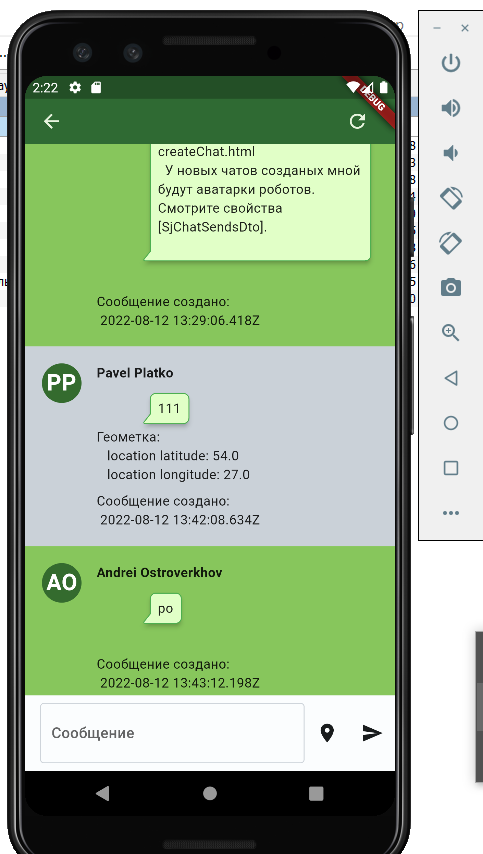 2:22
DEBUG
createChat.html
У новых чатов созданых мной
будут аватарки роботов.
Смотрите свойства
[SjChatSendsDto].
Сообщение создано:
2022-08-12 13:29:06.418Z
PP
Pavel Platko
111
Геометка:
location latitude: 54.0
location longitude: 27.0
Сообщение создано:
2022-08-12 13:42:08.634Z
AO
Andrei Ostroverkhov
ро
Сообщение создано:
2022-08-12 13:43:12.198Z
Сообщение